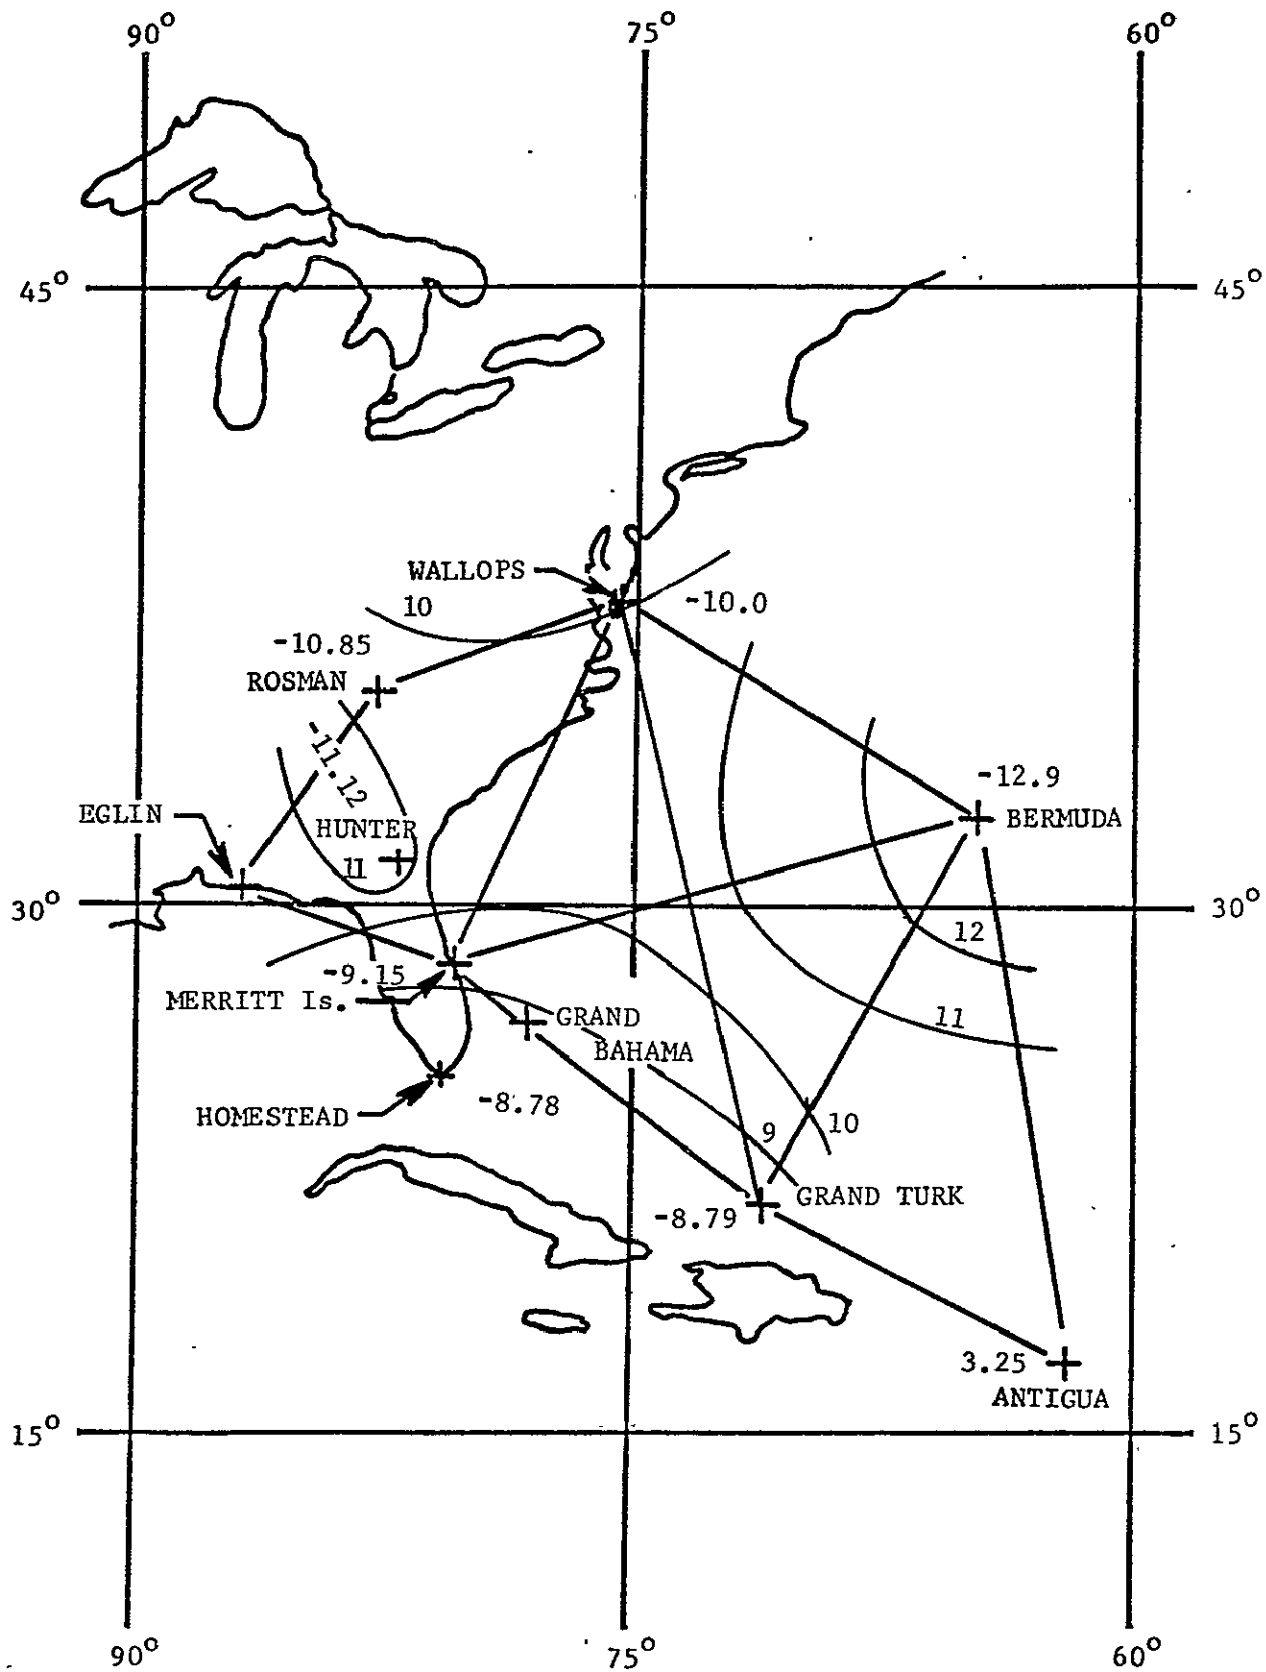 90° 75° 60°
45° 45°
WALLOPS
10 -10.0
-10.85
ROSMAN
-11.12
-12.9
EGLIN
HUNTER BERMUDA
11
30° 30°
12
-9.15
MERRITT Is.
GRAND
BAHAMA
11
HOMESTEAD
-8.78
9 10
GRAND TURK
-8.79
3.25
ANTIGUA
15° 15°
90° 75° 60°